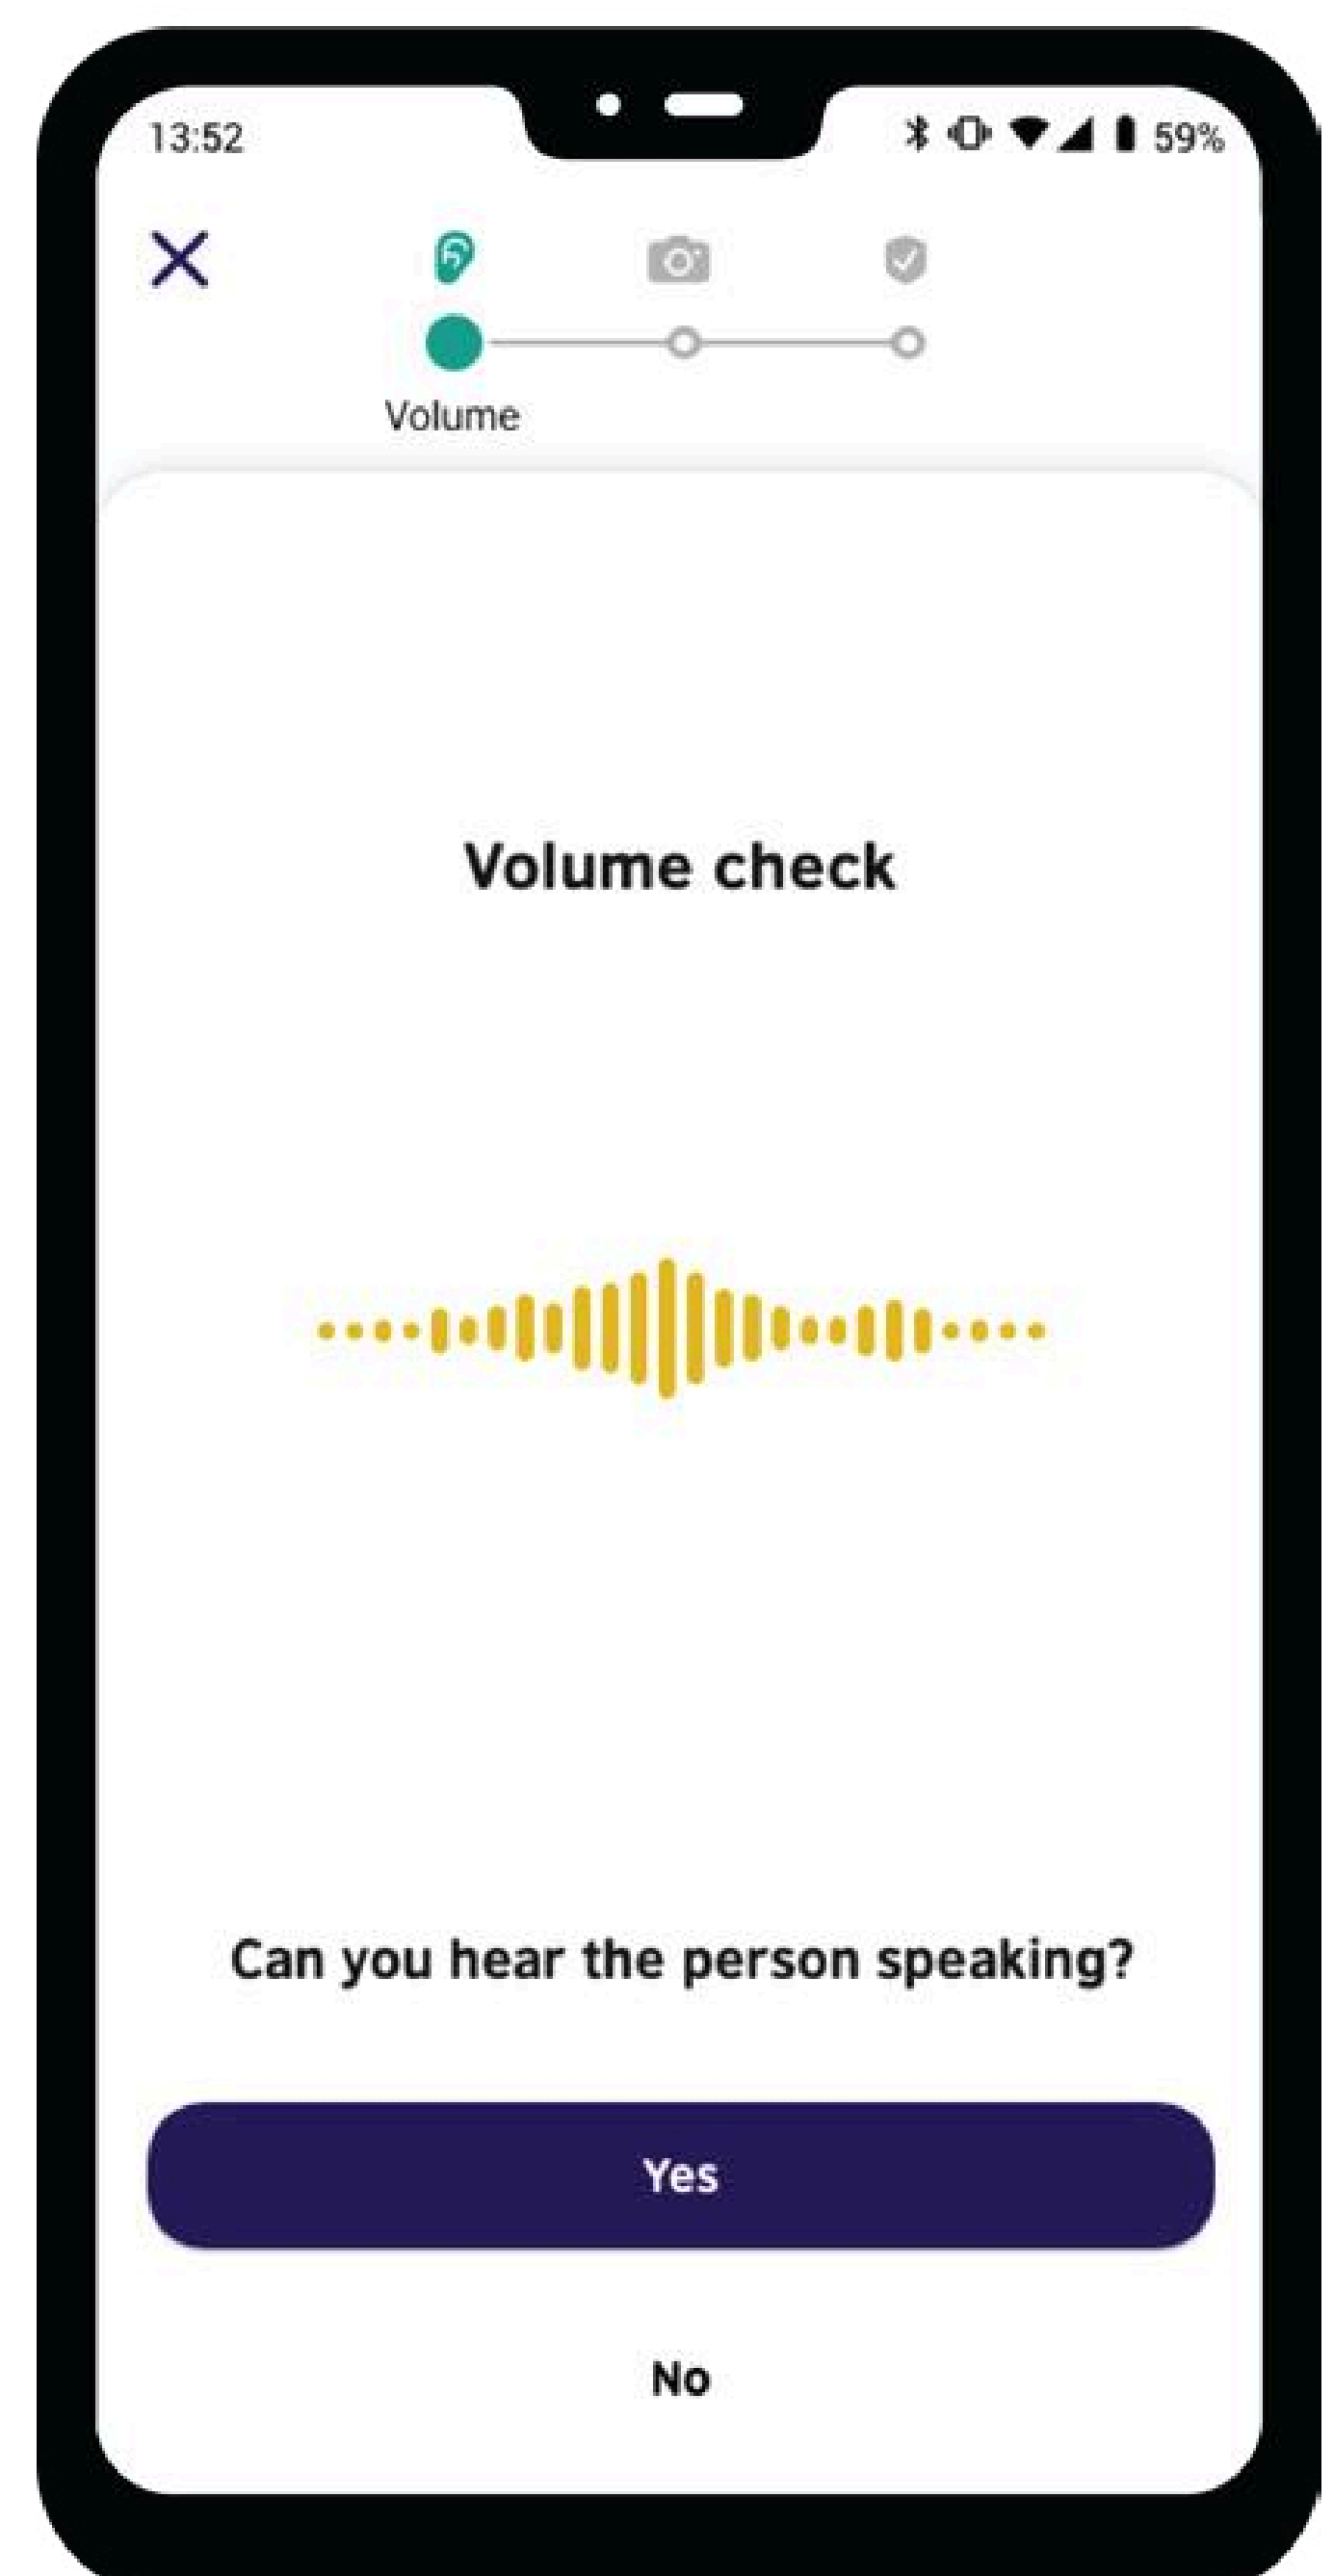 13:52
59%
Volume
Volume check
Can you hear the person speaking?
Yes
No